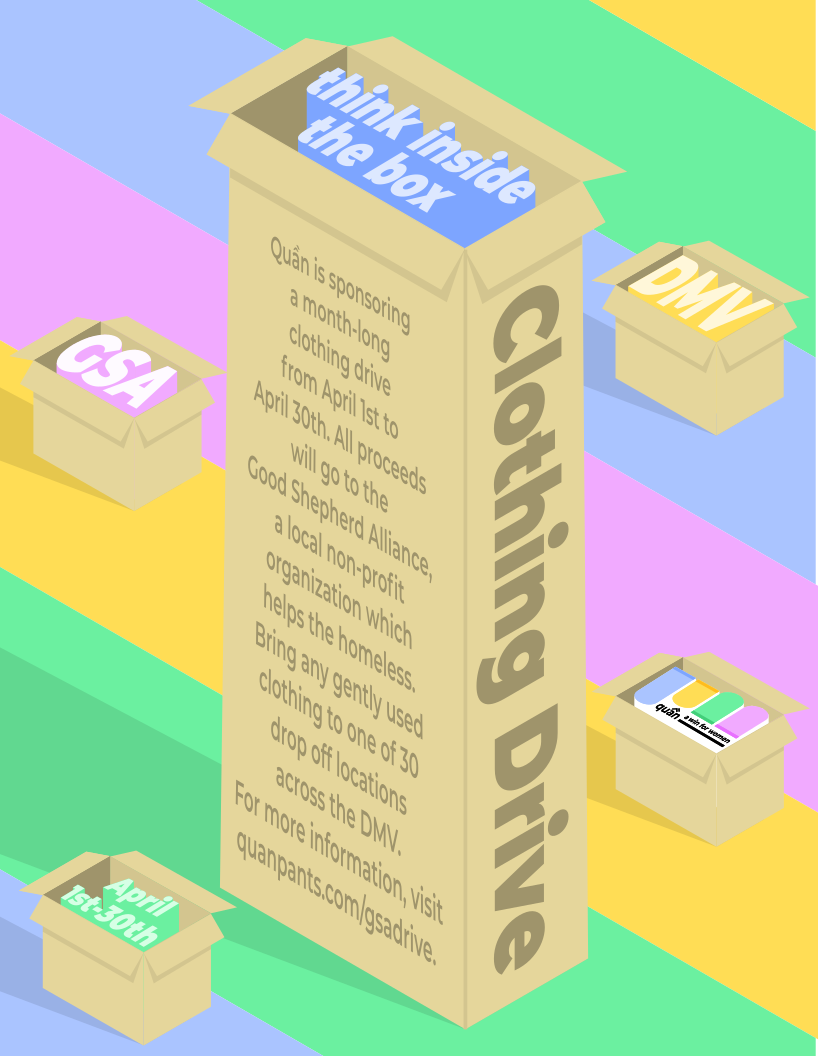 think inside
the box
Quần is sponsoring
a month-long
clothing drive
from April 1st to
April 30th. All proceeds
will go to the
Good Shepherd Alliance,
a local non-profit
organization which
helps the homeless.
Bring any gently used
clothing to one of 30
drop off locations
across the DMV.
For more information, visit
quanpants.com/gsadrive.
Clothing Drive
DMV
GSA
quần
a win for women
April
1st-30th